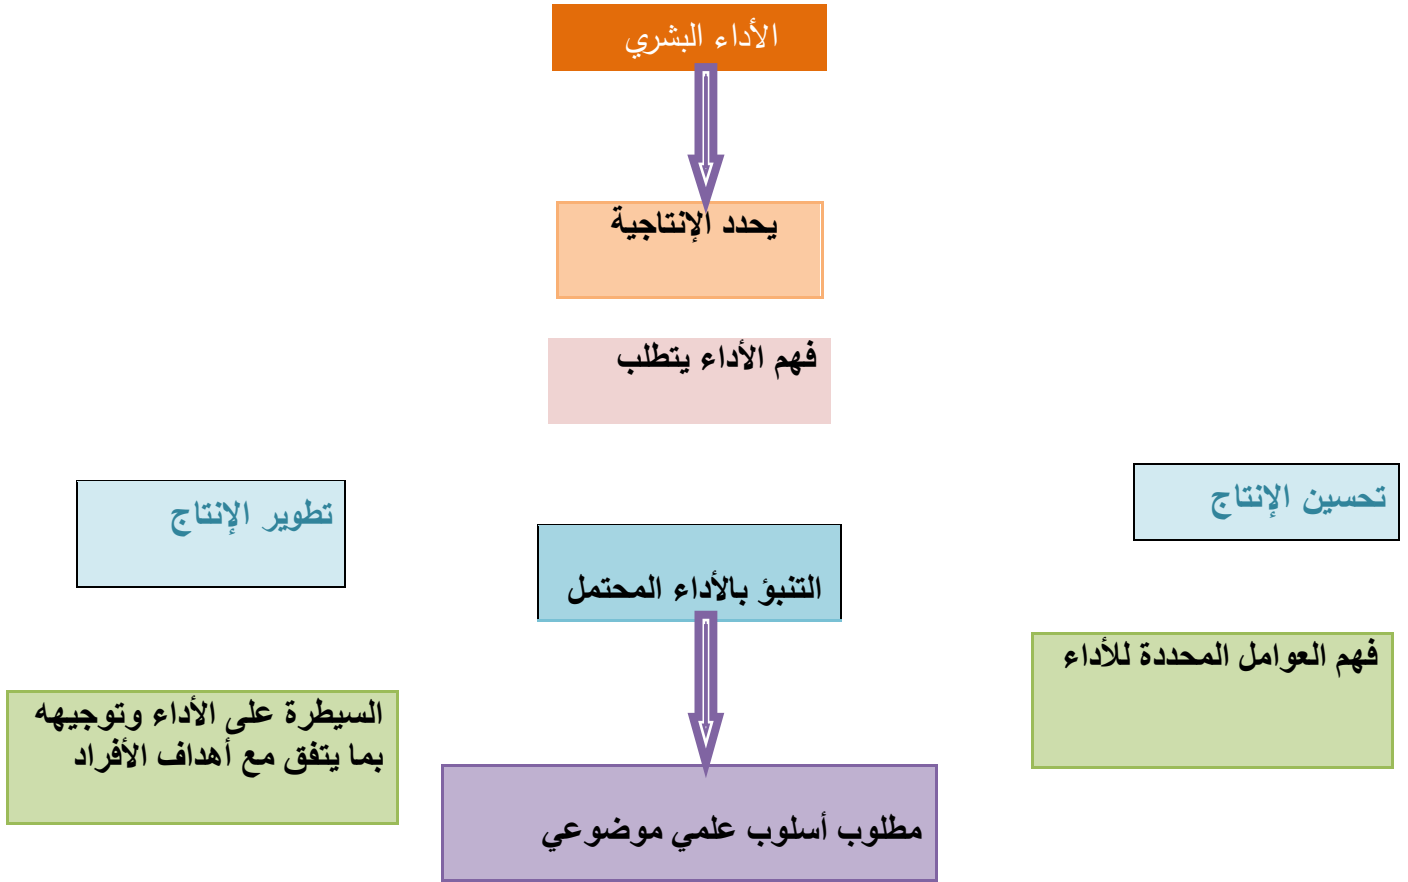 الأداء البشري
يحدد الإنتاجية
فهم الأداء يتطلب
تحسين الإنتاج
تطوير الإنتاج
التنبؤ بالأداء المحتمل
فهم العوامل المحددة للأداء
السيطرة على الأداء وتوجيهه
بما يتفق مع أهداف الأفراد
مطلوب أسلوب علمي موضوعي